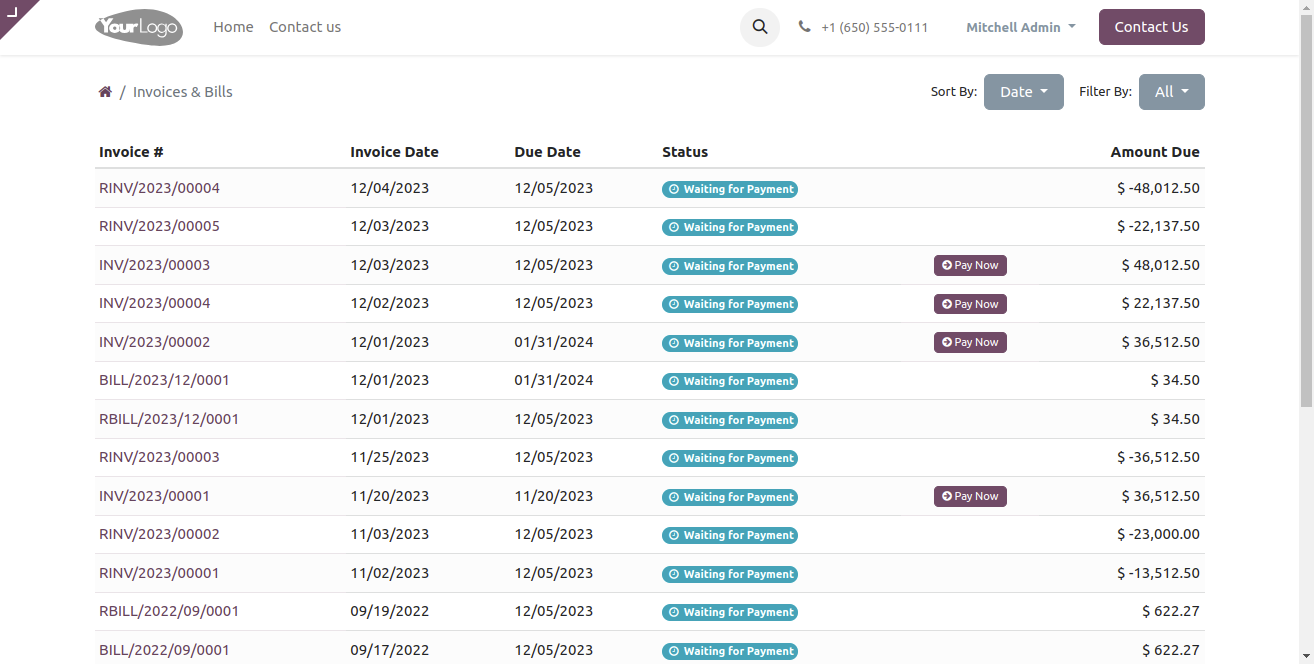 YourLogo Home Contact us +1 (650) 555-0111 Mitchell Admin Contact Us
/ Invoices & Bills Sort By: Date Filter By: All
Invoice # Invoice Date Due Date Status Amount Due
RINV/2023/00004 12/04/2023 12/05/2023 Waiting for Payment $ -48,012.50
RINV/2023/00005 12/03/2023 12/05/2023 Waiting for Payment $ -22,137.50
INV/2023/00003 12/03/2023 12/05/2023 Waiting for Payment Pay Now $ 48,012.50
INV/2023/00004 12/02/2023 12/05/2023 Waiting for Payment Pay Now $ 22,137.50
INV/2023/00002 12/01/2023 01/31/2024 Waiting for Payment Pay Now $ 36,512.50
BILL/2023/12/0001 12/01/2023 01/31/2024 Waiting for Payment $ 34.50
RBILL/2023/12/0001 12/01/2023 12/05/2023 Waiting for Payment $ 34.50
RINV/2023/00003 11/25/2023 12/05/2023 Waiting for Payment $ -36,512.50
INV/2023/00001 11/20/2023 11/20/2023 Waiting for Payment Pay Now $ 36,512.50
RINV/2023/00002 11/03/2023 12/05/2023 Waiting for Payment $ -23,000.00
RINV/2023/00001 11/02/2023 12/05/2023 Waiting for Payment $ -13,512.50
RBILL/2022/09/0001 09/19/2022 12/05/2023 Waiting for Payment $ 622.27
BILL/2022/09/0001 09/17/2022 12/05/2023 Waiting for Payment $ 622.27